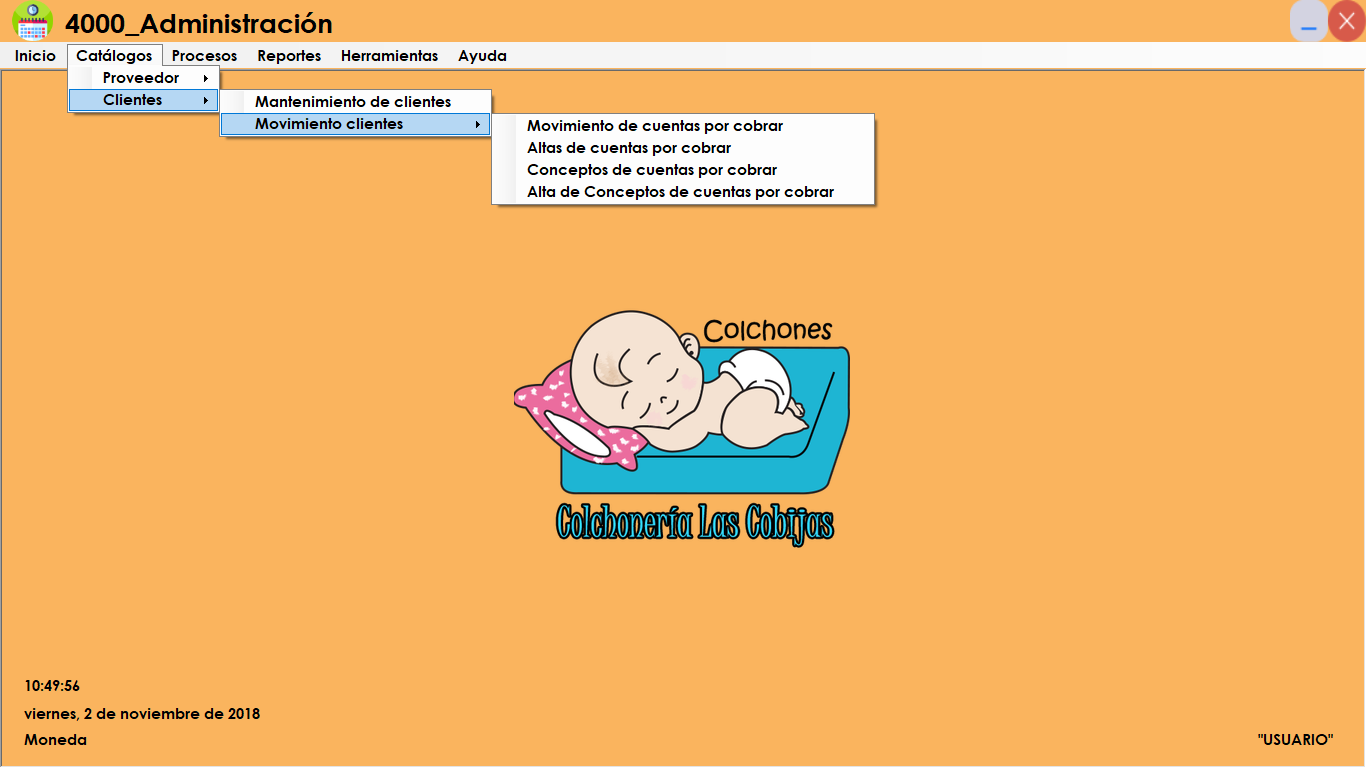 4000_Administración
Inicio Catálogos Procesos Reportes Herramientas Ayuda
Proveedor
Clientes
Mantenimiento de clientes
Movimiento clientes
Movimiento de cuentas por cobrar
Altas de cuentas por cobrar
Conceptos de cuentas por cobrar
Alta de Conceptos de cuentas por cobrar
Colchones
Colchonería Las Cobijas
10:49:56
viernes, 2 de noviembre de 2018
Moneda
"USUARIO"